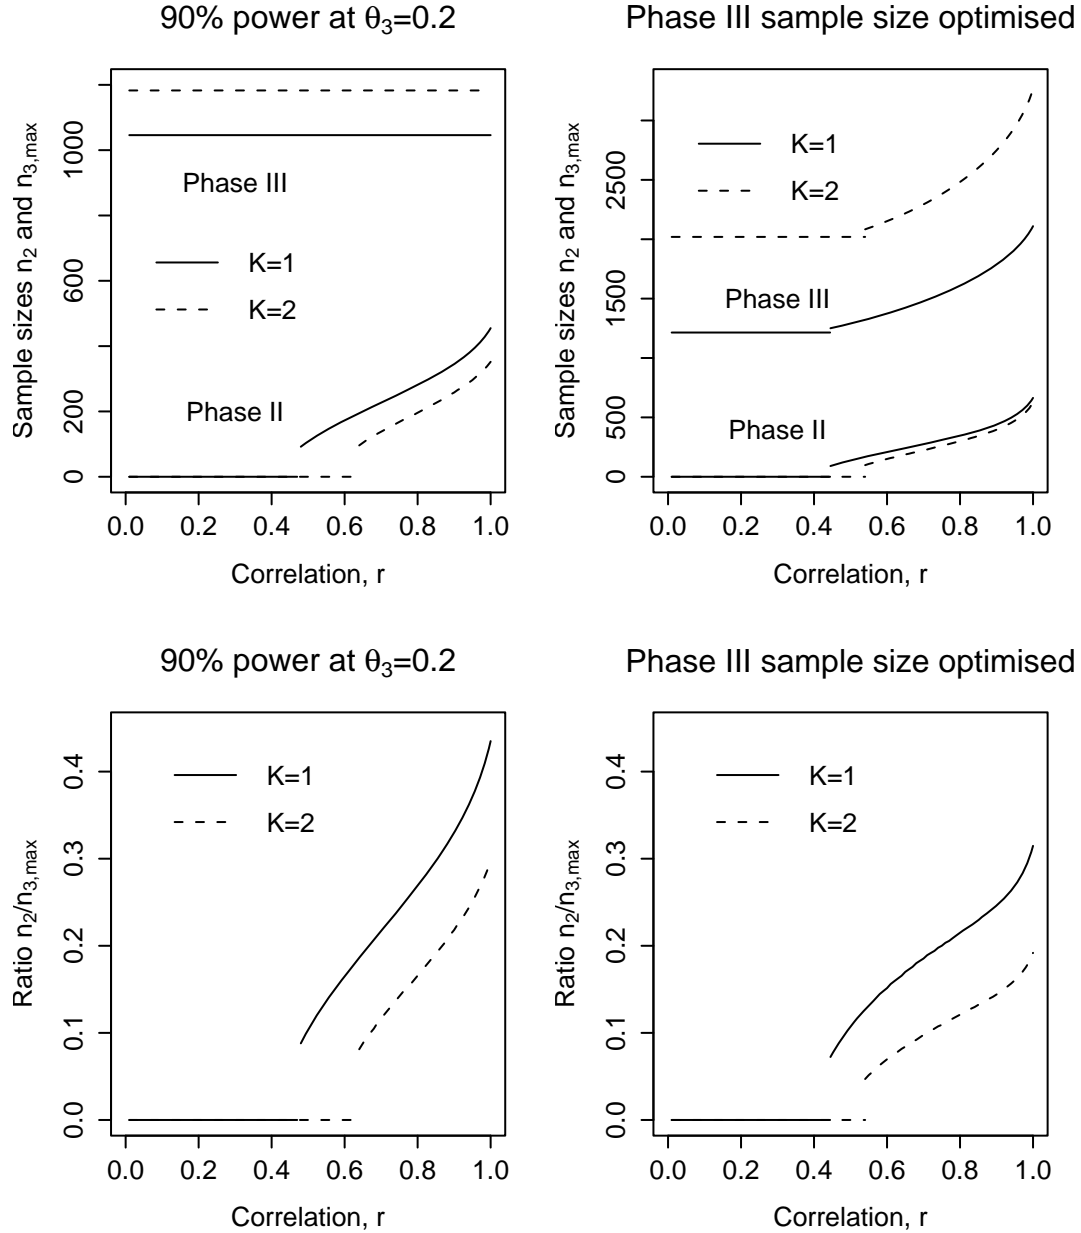 90% power at θ3=0.2
Sample sizes n2 and n3,max
0 200 600 1000
Phase III
K=1
K=2
Phase II
0.0 0.2 0.4 0.6 0.8 1.0
Correlation, r
Phase III sample size optimised
Sample sizes n2 and n3,max
0 500 1500 2500
K=1
K=2
Phase III
Phase II
0.0 0.2 0.4 0.6 0.8 1.0
Correlation, r
90% power at θ3=0.2
Ratio n2/n3,max
0.0 0.1 0.2 0.3 0.4
K=1
K=2
0.0 0.2 0.4 0.6 0.8 1.0
Correlation, r
Phase III sample size optimised
Ratio n2/n3,max
0.0 0.1 0.2 0.3 0.4
K=1
K=2
0.0 0.2 0.4 0.6 0.8 1.0
Correlation, r